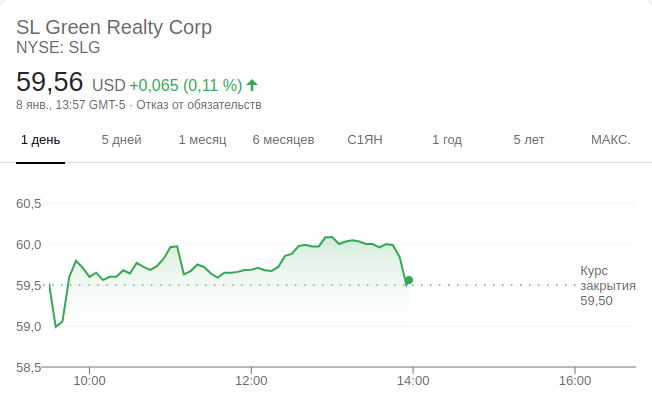 SL Green Realty Corp
NYSE: SLG
59,56 USD +0,065 (0,11 %)
8 янв., 13:57 GMT-5 · Отказ от обязательств
1 день 5 дней 1 месяц 6 месяцев С1ЯН 1 год 5 лет МАКС.
60,5
60,0
59,5
59,0
58,5
Курс
закрытия
59,50
10:00 12:00 14:00 16:00